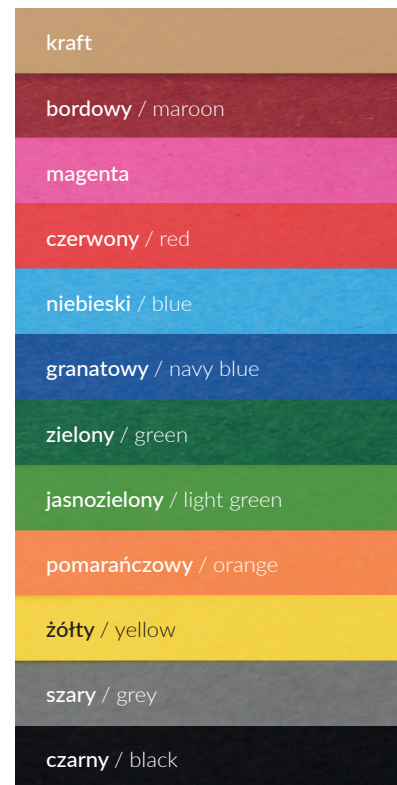 kraft
bordowy / maroon
magenta
czerwony / red
niebieski / blue
granatowy / navy blue
zielony / green
jasnozielony / light green
pomarańczowy / orange
żółty / yellow
szary / grey
czarny / black